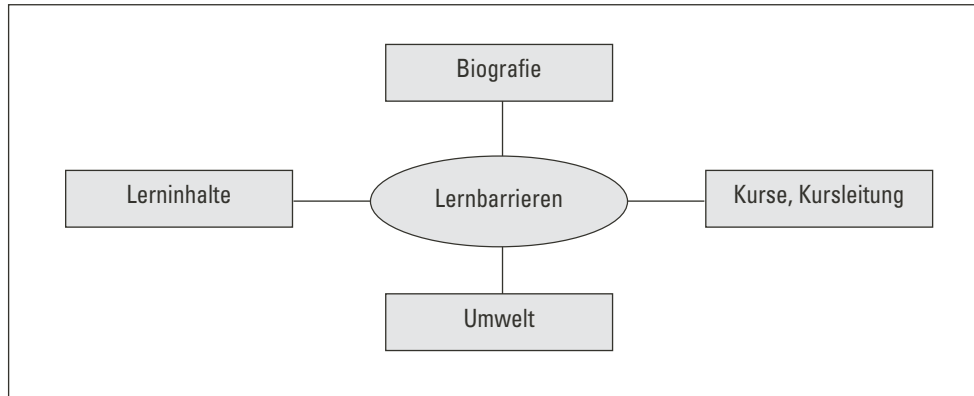 Biografie
Lerninhalte
Lernbarrieren
Kurse, Kursleitung
Umwelt